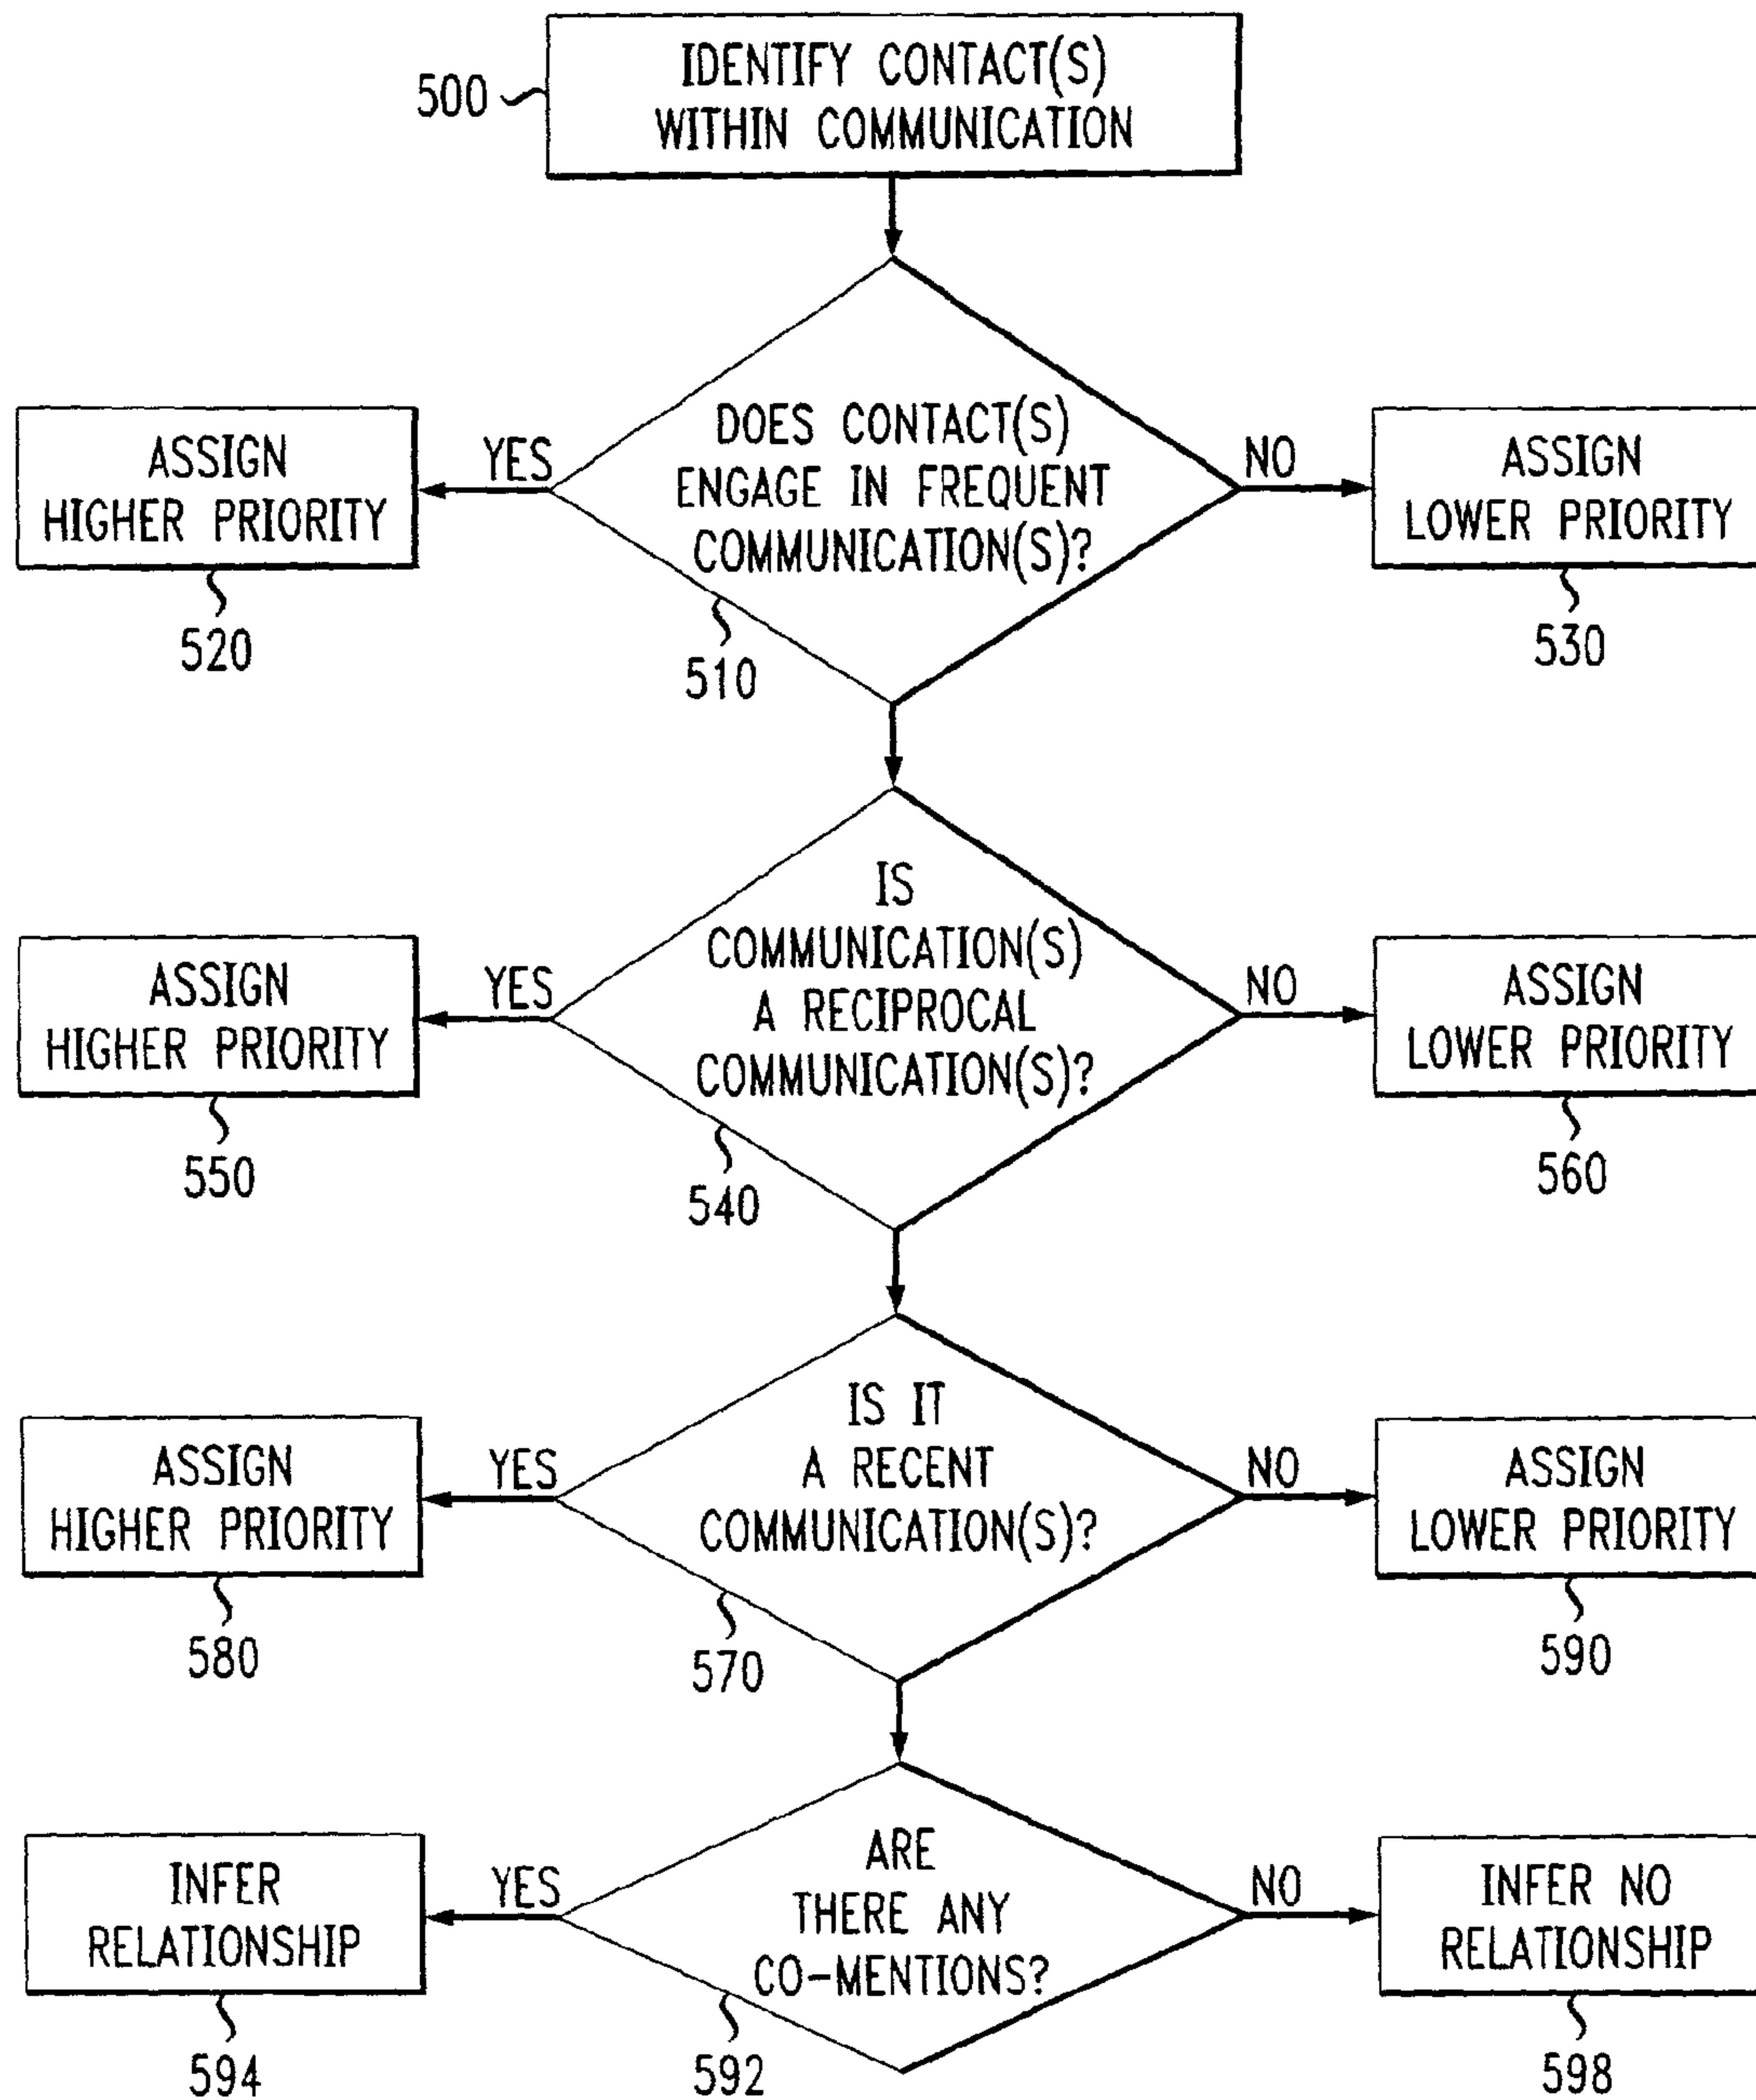 IDENTIFY CONTACT(S)
WITHIN COMMUNICATION
500
DOES CONTACT(S)
ENGAGE IN FREQUENT
COMMUNICATION(S)?
510
YES
ASSIGN
HIGHER PRIORITY
520
NO
ASSIGN
LOWER PRIORITY
530
IS
COMMUNICATION(S)
A RECIPROCAL
COMMUNICATION(S)?
540
YES
ASSIGN
HIGHER PRIORITY
550
NO
ASSIGN
LOWER PRIORITY
560
IS IT
A RECENT
COMMUNICATION(S)?
570
YES
ASSIGN
HIGHER PRIORITY
580
NO
ASSIGN
LOWER PRIORITY
590
ARE
THERE ANY
CO-MENTIONS?
592
YES
INFER
RELATIONSHIP
594
NO
INFER NO
RELATIONSHIP
598